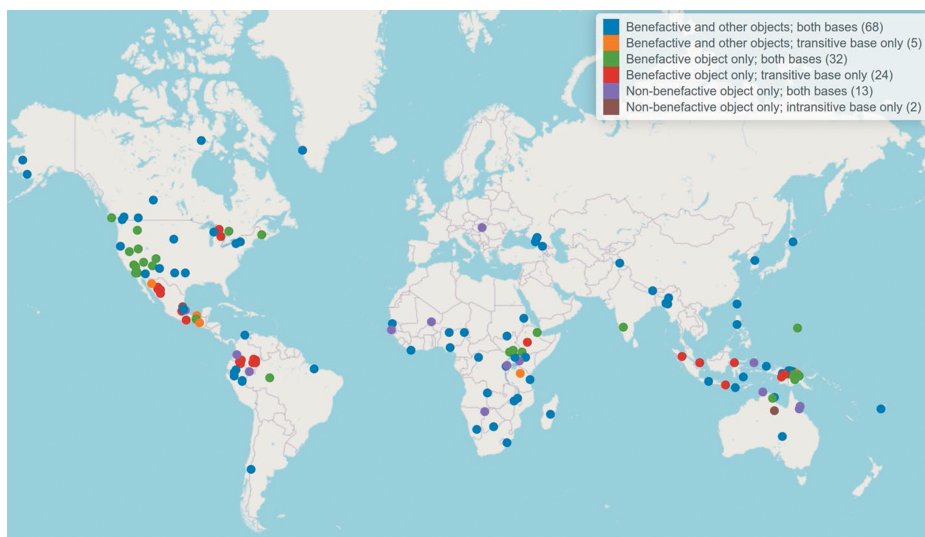 Benefactive and other objects; both bases (68)
Benefactive and other objects; transitive base only (5)
Benefactive object only; both bases (32)
Benefactive object only; transitive base only (24)
Non-benefactive object only; both bases (13)
Non-benefactive object only; intransitive base only (2)